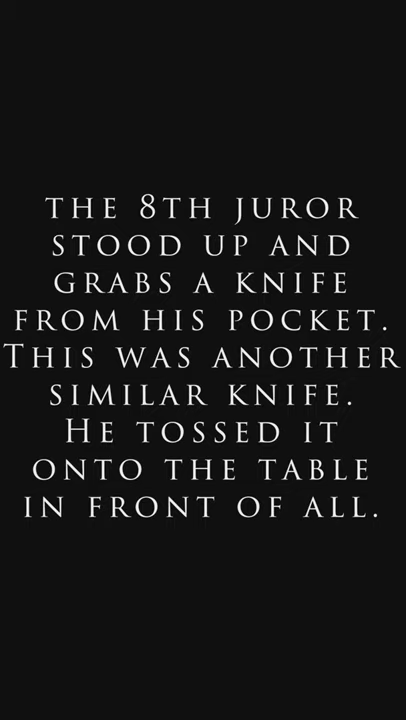 the 8th juror
stood up and
grabs a knife
from his pocket.
This was another
similar knife.
He tossed it
onto the table
in front of all.